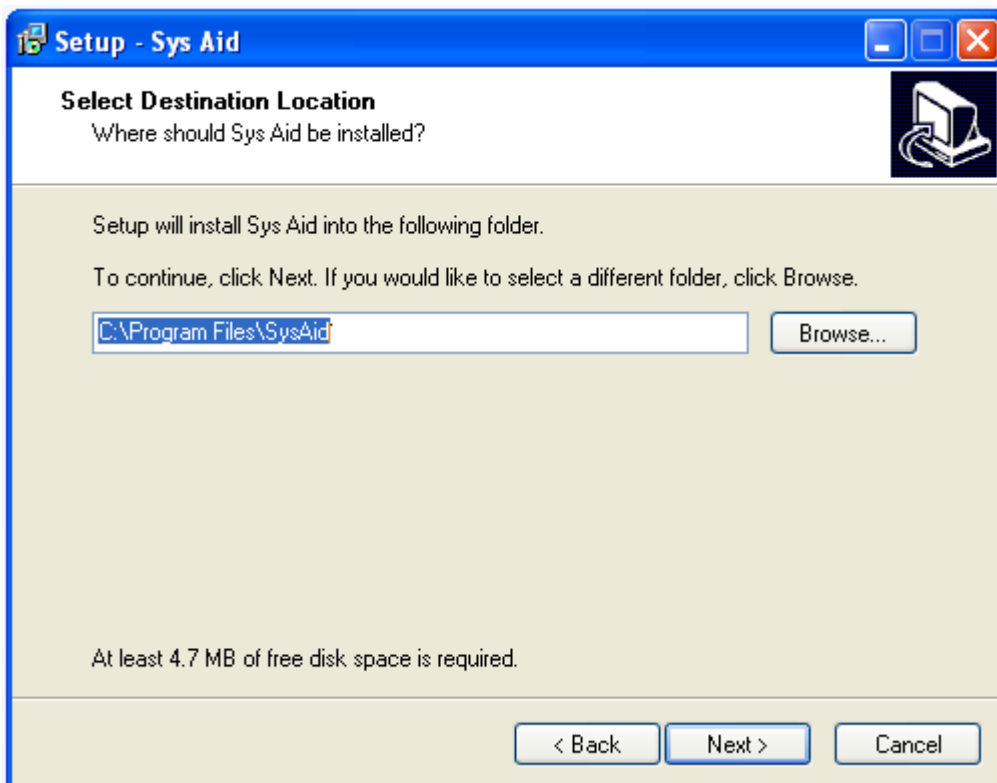 Setup - Sys Aid
Select Destination Location
Where should Sys Aid be installed?
Setup will install Sys Aid into the following folder.
To continue, click Next. If you would like to select a different folder, click Browse.
C:\Program Files\SysAid
Browse...
At least 4.7 MB of free disk space is required.
< Back
Next >
Cancel